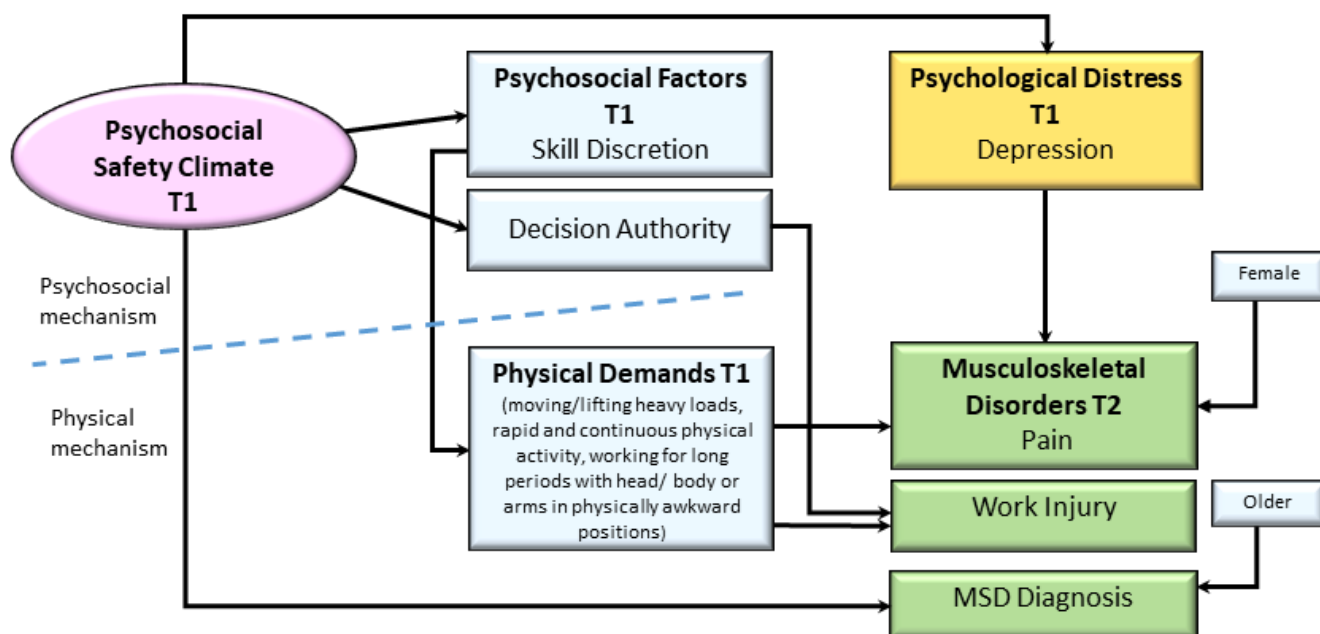 Psychosocial
Safety Climate
T1
Psychosocial Factors
T1
Skill Discretion
Decision Authority
Psychological Distress
T1
Depression
Psychosocial
mechanism
Physical
mechanism
Physical Demands T1
(moving/lifting heavy loads,
rapid and continuous physical
activity, working for long
periods with head/ body or
arms in physically awkward
positions)
Female
Musculoskeletal
Disorders T2
Pain
Work Injury
Older
MSD Diagnosis